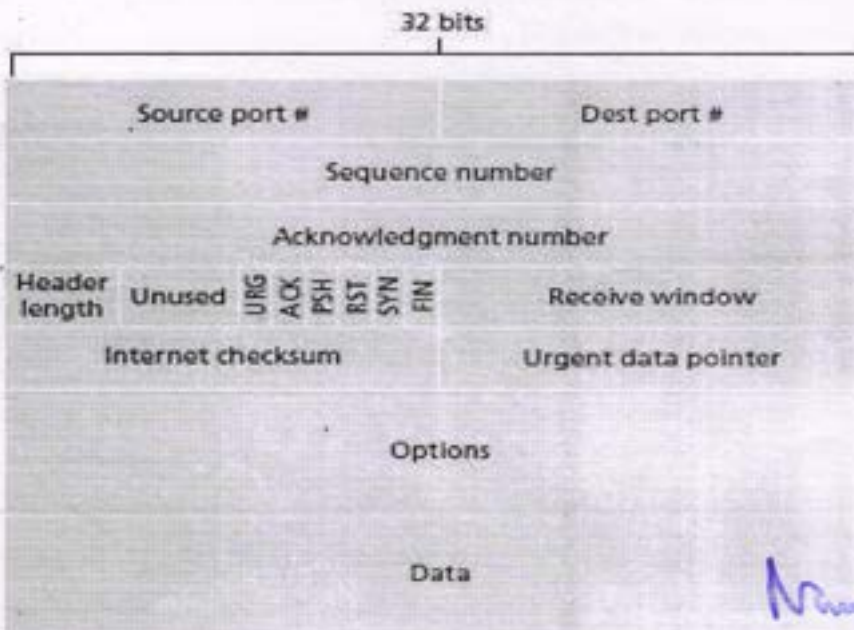 32 bits
Source port # Dest port #
Sequence number
Acknowledgment number
Header length Unused URG ACK PSH RST SYN FIN Receive window
Internet checksum Urgent data pointer
Options
Data